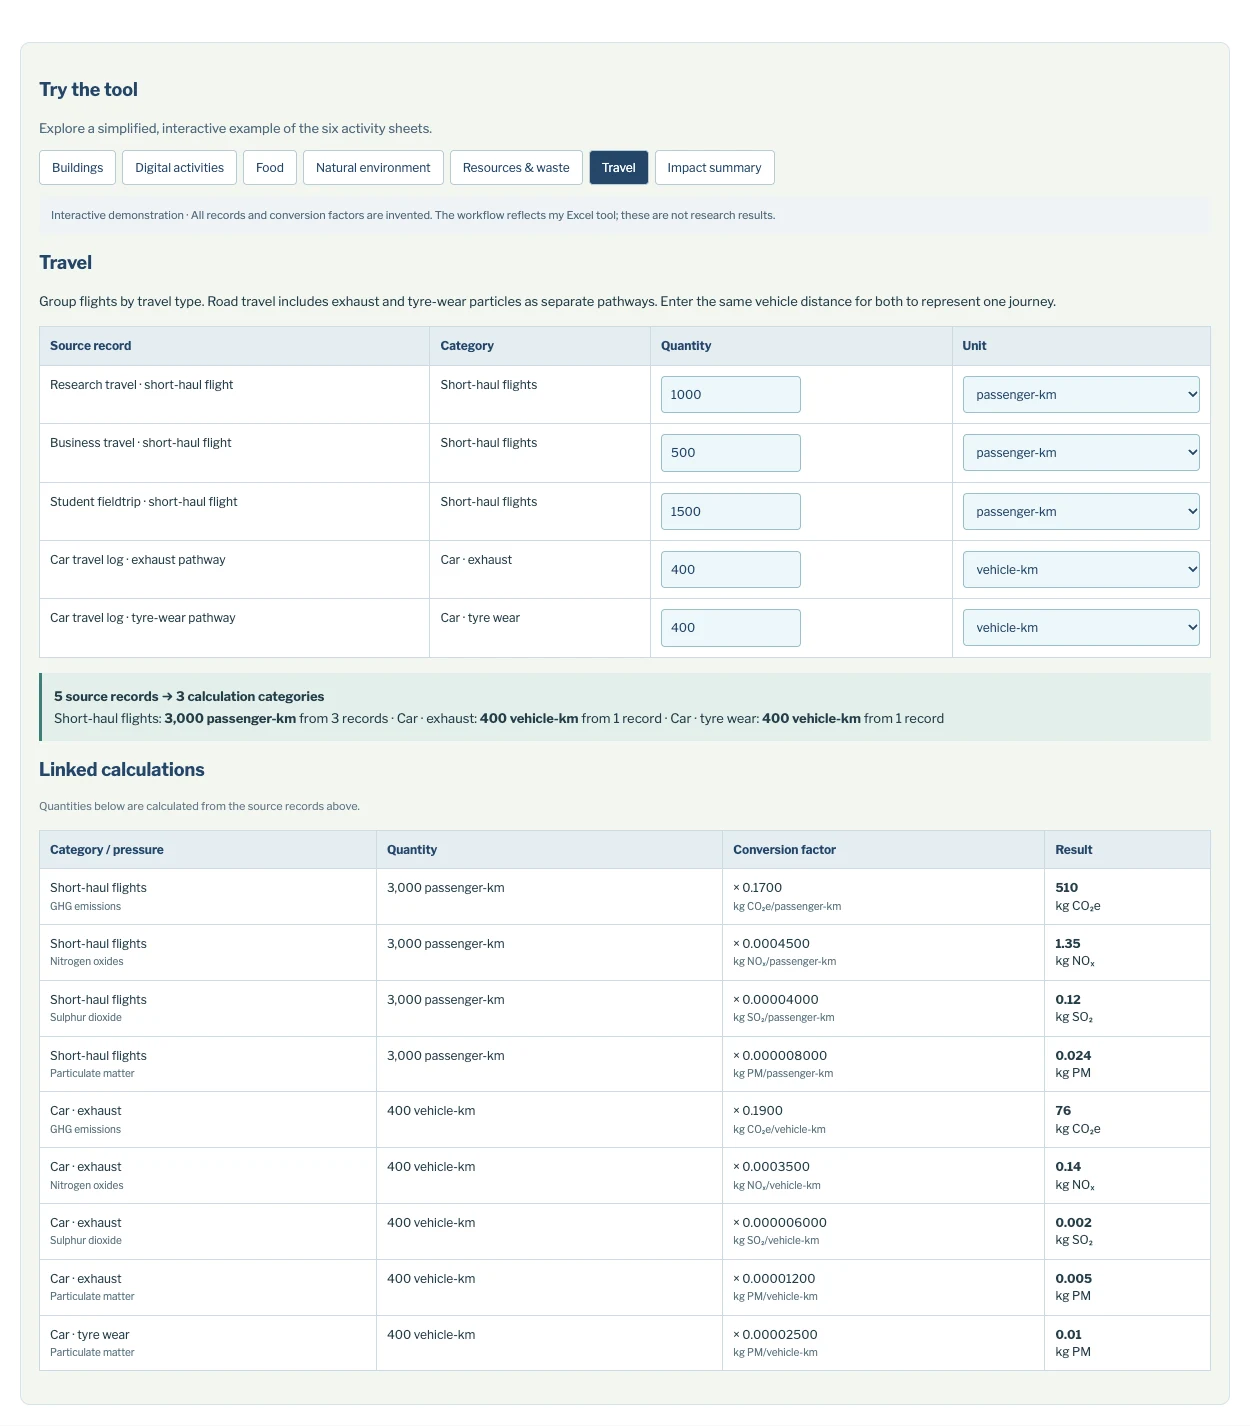 Try the tool
Explore a simplified, interactive example of the six activity sheets.
Buildings Digital activities Food Natural environment Resources & waste Travel Impact summary
Interactive demonstration · All records and conversion factors are invented. The workflow reflects my Excel tool; these are not research results.
Travel
Group flights by travel type. Road travel includes exhaust and tyre-wear particles as separate pathways. Enter the same vehicle distance for both to represent one journey.
Source record Category Quantity Unit
Research travel · short-haul flight Short-haul flights 1000 passenger-km
Business travel · short-haul flight Short-haul flights 500 passenger-km
Student fieldtrip · short-haul flight Short-haul flights 1500 passenger-km
Car travel log · exhaust pathway Car · exhaust 400 vehicle-km
Car travel log · tyre-wear pathway Car · tyre wear 400 vehicle-km
5 source records → 3 calculation categories
Short-haul flights: 3,000 passenger-km from 3 records · Car · exhaust: 400 vehicle-km from 1 record · Car · tyre wear: 400 vehicle-km from 1 record
Linked calculations
Quantities below are calculated from the source records above.
Category / pressure Quantity Conversion factor Result
Short-haul flights 3,000 passenger-km × 0.1700 510
GHG emissions kg CO₂e/passenger-km kg CO₂e
Short-haul flights 3,000 passenger-km × 0.0004500 1.35
Nitrogen oxides kg NOₓ/passenger-km kg NOₓ
Short-haul flights 3,000 passenger-km × 0.00004000 0.12
Sulphur dioxide kg SO₂/passenger-km kg SO₂
Short-haul flights 3,000 passenger-km × 0.000008000 0.024
Particulate matter kg PM/passenger-km kg PM
Car · exhaust 400 vehicle-km × 0.1900 76
GHG emissions kg CO₂e/vehicle-km kg CO₂e
Car · exhaust 400 vehicle-km × 0.0003500 0.14
Nitrogen oxides kg NOₓ/vehicle-km kg NOₓ
Car · exhaust 400 vehicle-km × 0.000006000 0.002
Sulphur dioxide kg SO₂/vehicle-km kg SO₂
Car · exhaust 400 vehicle-km × 0.00001200 0.005
Particulate matter kg PM/vehicle-km kg PM
Car · tyre wear 400 vehicle-km × 0.00002500 0.01
Particulate matter kg PM/vehicle-km kg PM